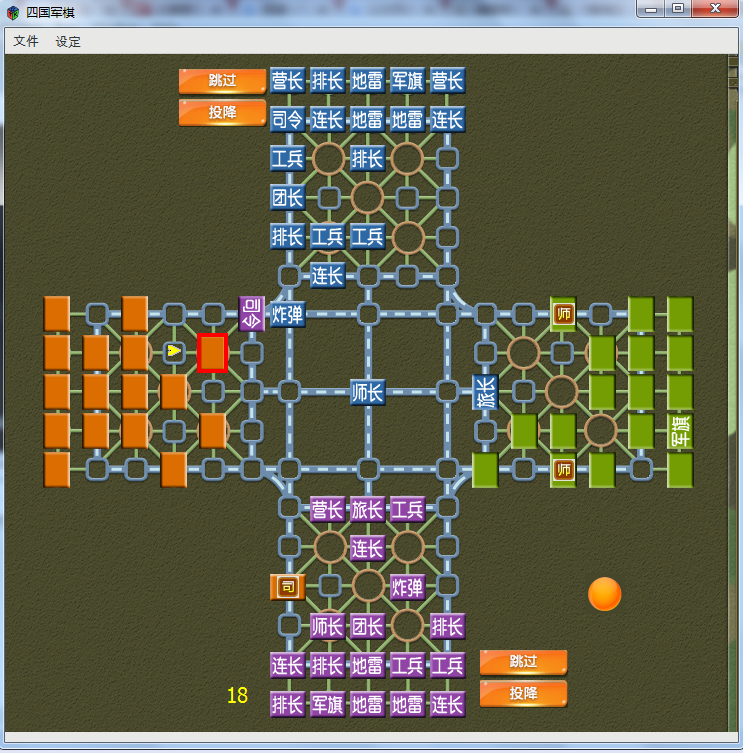 四国军棋
文件 设定
跳过 营长 排长 地雷 军旗 营长
投降 司令 连长 地雷 地雷 连长
工兵 排长
团长
排长 工兵 工兵
连长
司令 炸弹 师
师长 旅长
军旗
师
营长 旅长 工兵
连长
司 炸弹
师长 团长 排长
连长 排长 地雷 工兵 工兵 跳过
18 排长 军旗 地雷 地雷 连长 投降